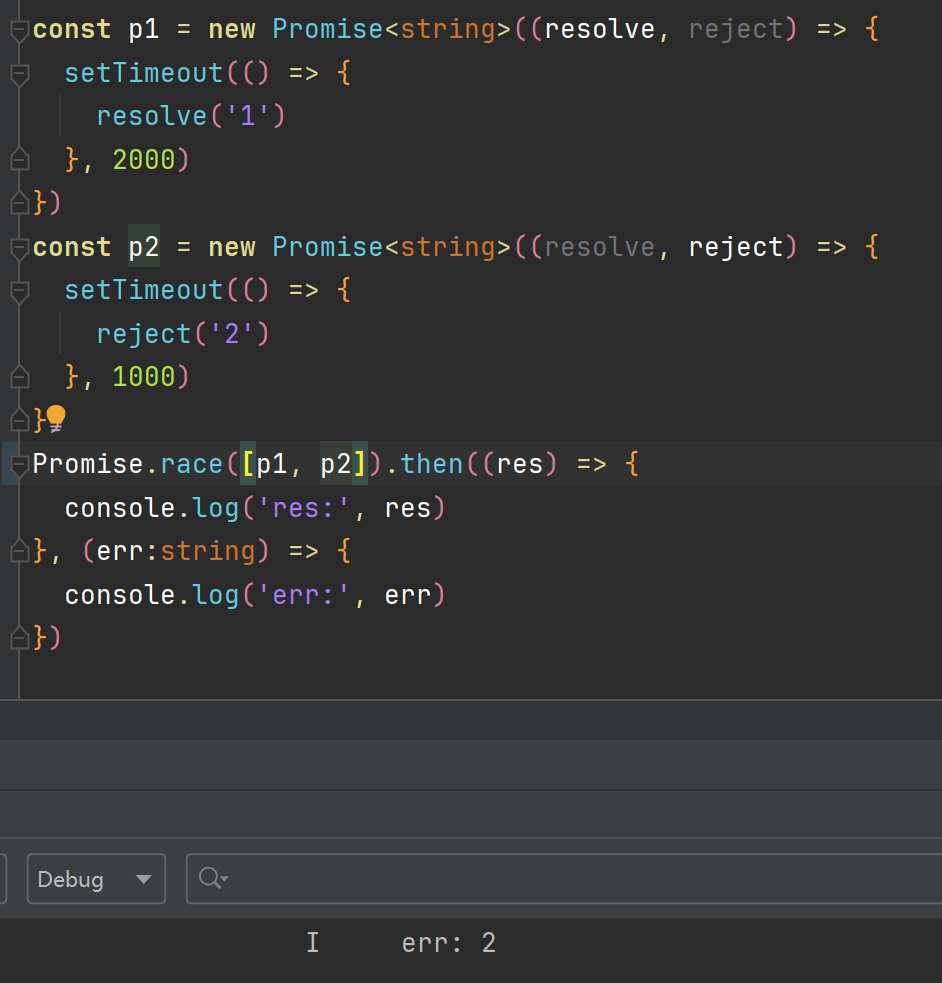 const p1 = new Promise<string>((resolve, reject) => {
  setTimeout(() => {
    resolve('1')
  }, 2000)
})
const p2 = new Promise<string>((resolve, reject) => {
  setTimeout(() => {
    reject('2')
  }, 1000)
}
Promise.race([p1, p2]).then((res) => {
  console.log('res:', res)
}, (err:string) => {
  console.log('err:', err)
})
Debug
I     err: 2